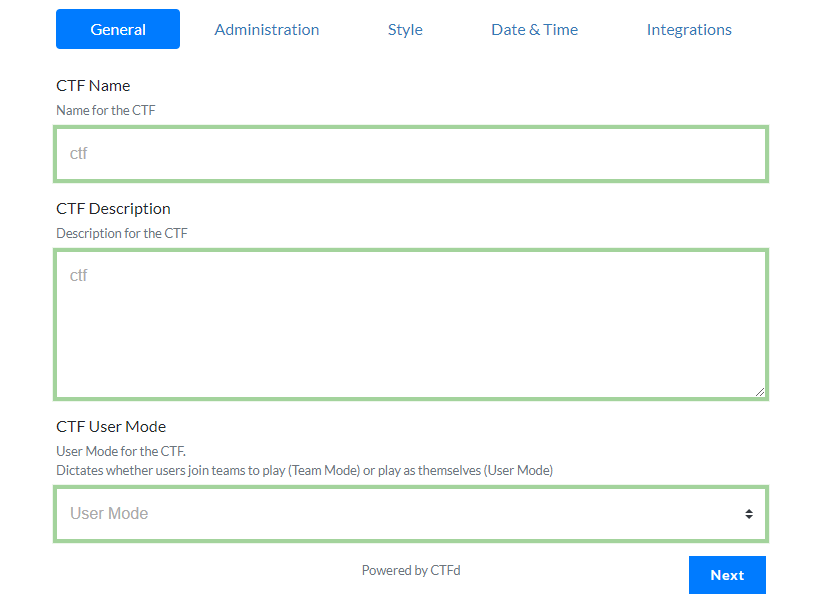 General Administration Style Date & Time Integrations
CTF Name
Name for the CTF
ctf
CTF Description
Description for the CTF
ctf
CTF User Mode
User Mode for the CTF.
Dictates whether users join teams to play (Team Mode) or play as themselves (User Mode)
User Mode
Powered by CTFd
Next